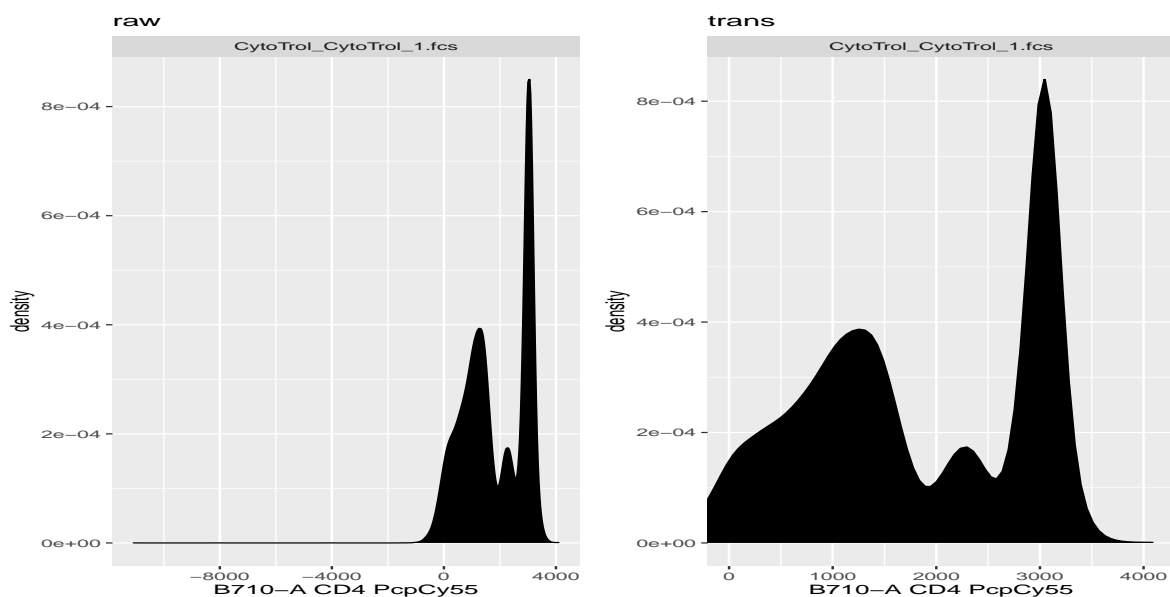 raw
CytoTrol_CytoTrol_1.fcs
8e−04
6e−04
4e−04
2e−04
0e+00
density
−8000 −4000 0 4000
B710−A CD4 PcpCy55
trans
CytoTrol_CytoTrol_1.fcs
8e−04
6e−04
4e−04
2e−04
0e+00
density
0 1000 2000 3000 4000
B710−A CD4 PcpCy55